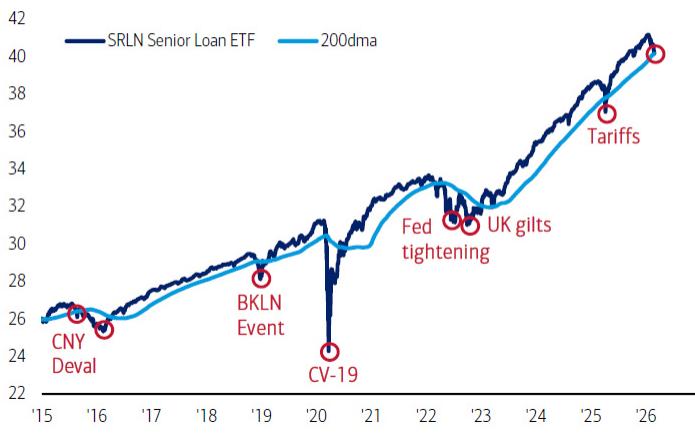 42
SRLN Senior Loan ETF
200dma
40
38
36
Tariffs
34
32
Fed
tightening
UK gilts
30
28
BKLN
Event
26
CNY
Deval
24
CV-19
22
'15
'16
'17
'18
'19
'20
'21
'22
'23
'24
'25
'26